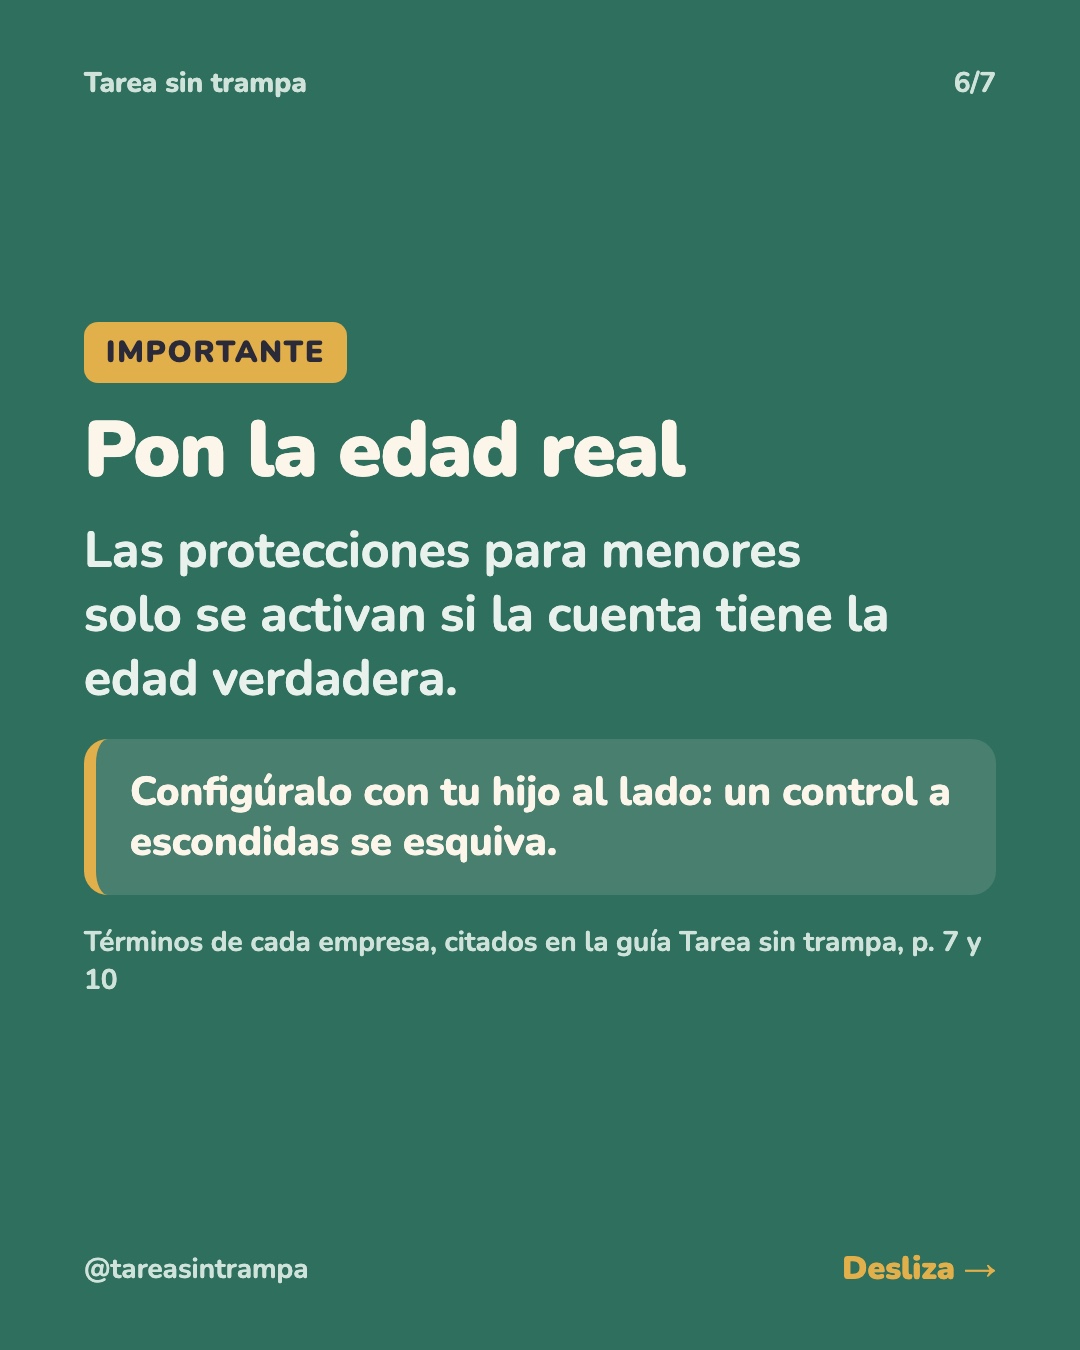 Tarea sin trampa
6/7
IMPORTANTE
Pon la edad real
Las protecciones para menores
solo se activan si la cuenta tiene la
edad verdadera.
Configúralo con tu hijo al lado: un control a
escondidas se esquiva.
Términos de cada empresa, citados en la guía Tarea sin trampa, p. 7 y
10
@tareasintrampa
Desliza →